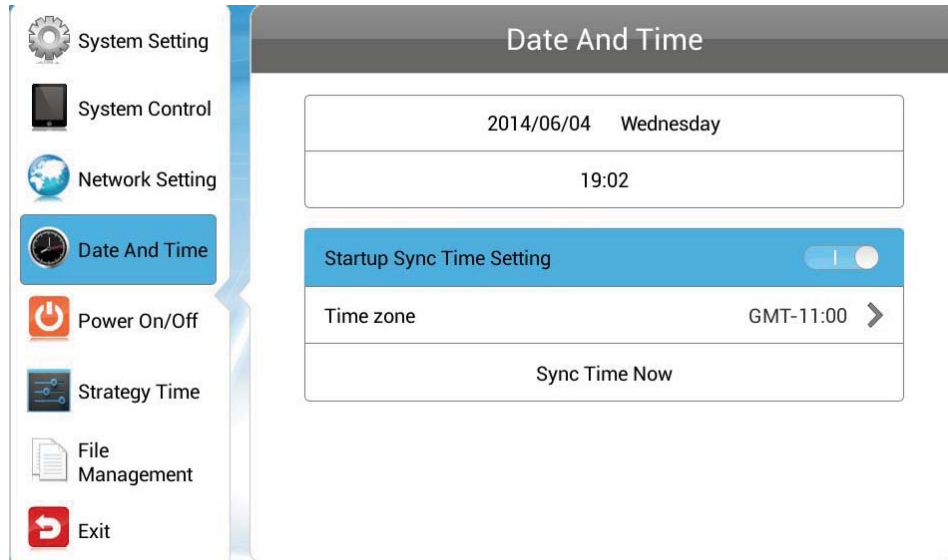 System Setting
System Control
Network Setting
Date And Time
Power On/Off
Strategy Time
File
Management
Exit
Date And Time
2014/06/04 Wednesday
19:02
Startup Sync Time Setting
Time zone GMT-11:00
Sync Time Now